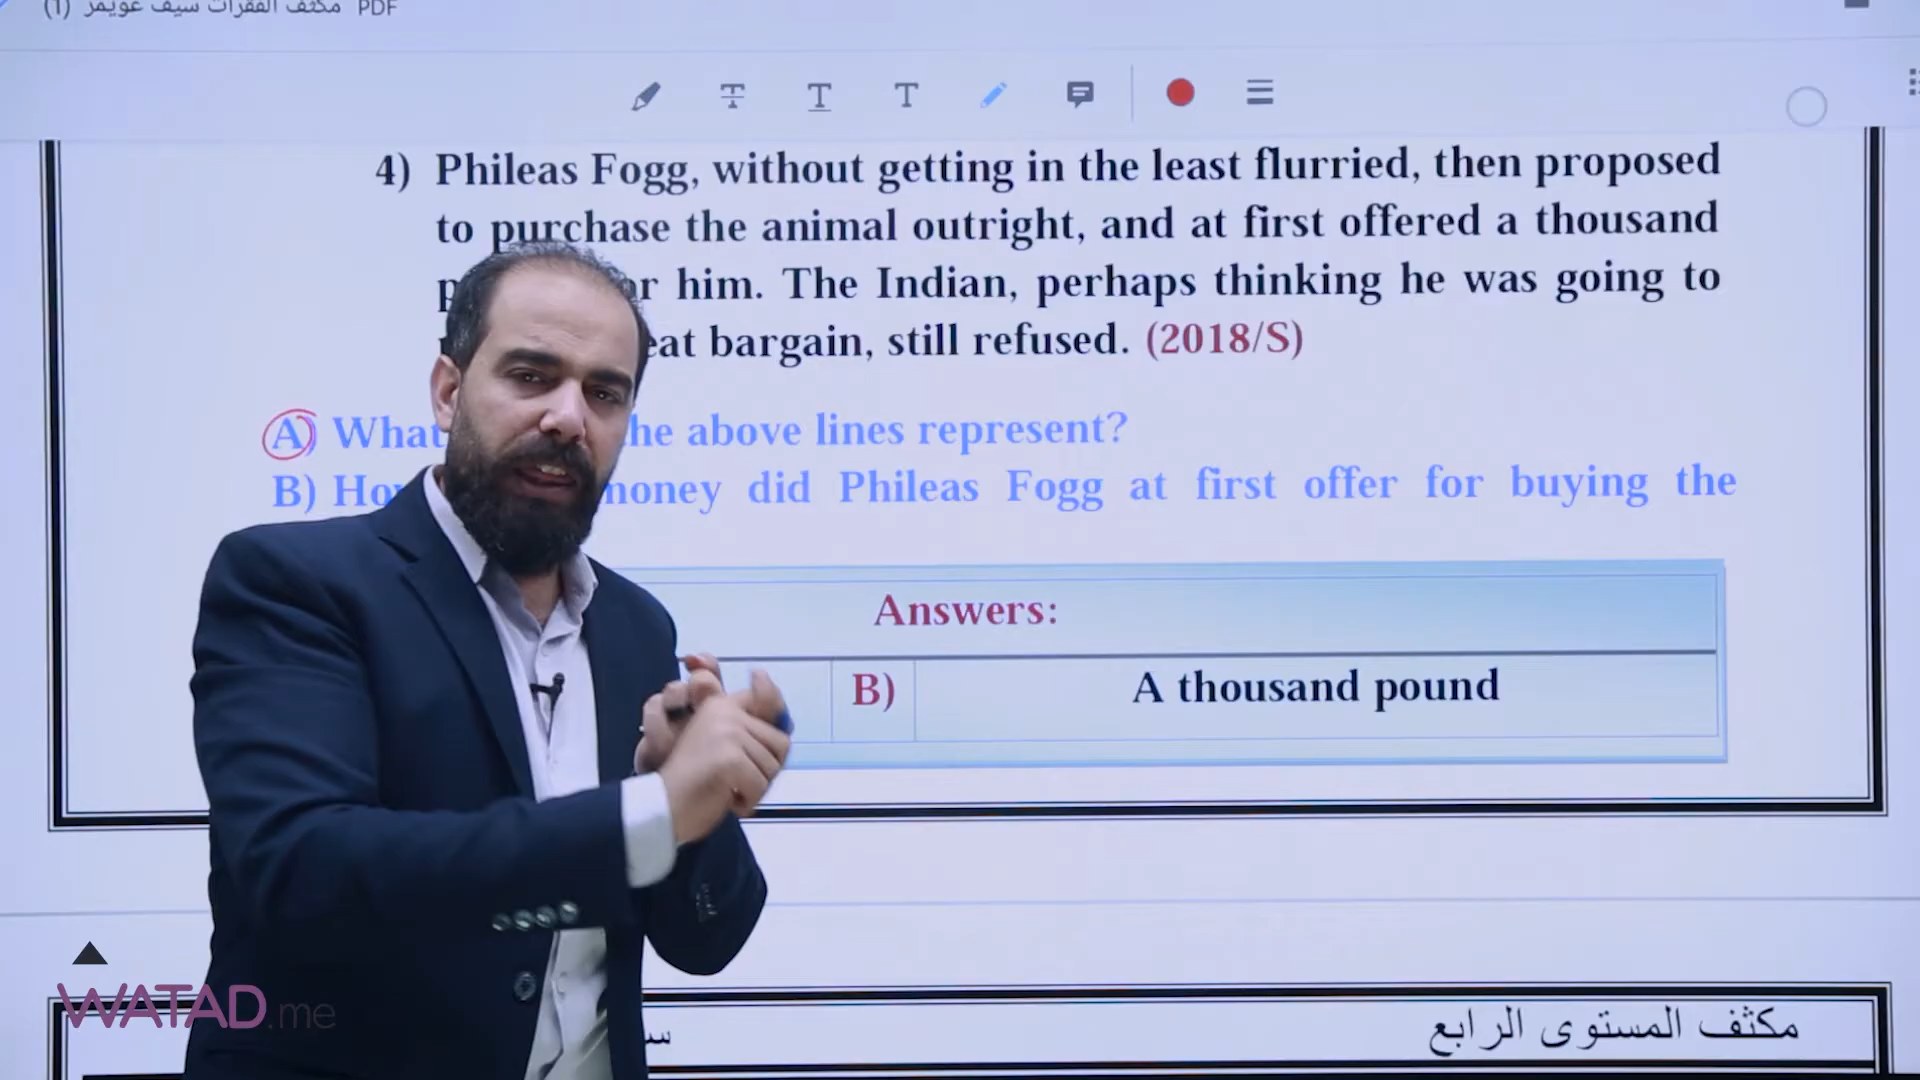 مكثف الفقرات سيف عويمر (1) PDF
4) Phileas Fogg, without getting in the least flurried, then proposed
to purchase the animal outright, and at first offered a thousand
him. The Indian, perhaps thinking he was going to
bargain, still refused. (2018/S)
A) What the above lines represent?
B) money did Phileas Fogg at first offer for buying the
Answers:
B) A thousand pound
WATAD.me
مكثف المستوى الرابع